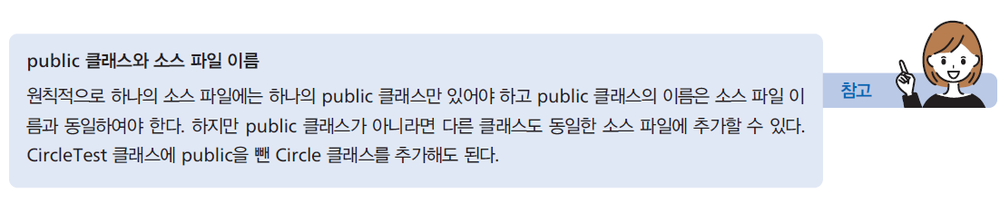 public 클래스와 소스 파일 이름
원칙적으로 하나의 소스 파일에는 하나의 public 클래스만 있어야 하고 public 클래스의 이름은 소스 파일 이
름과 동일하여야 한다. 하지만 public 클래스가 아니라면 다른 클래스도 동일한 소스 파일에 추가할 수 있다.
CircleTest 클래스에 public을 뺀 Circle 클래스를 추가해도 된다.
참고